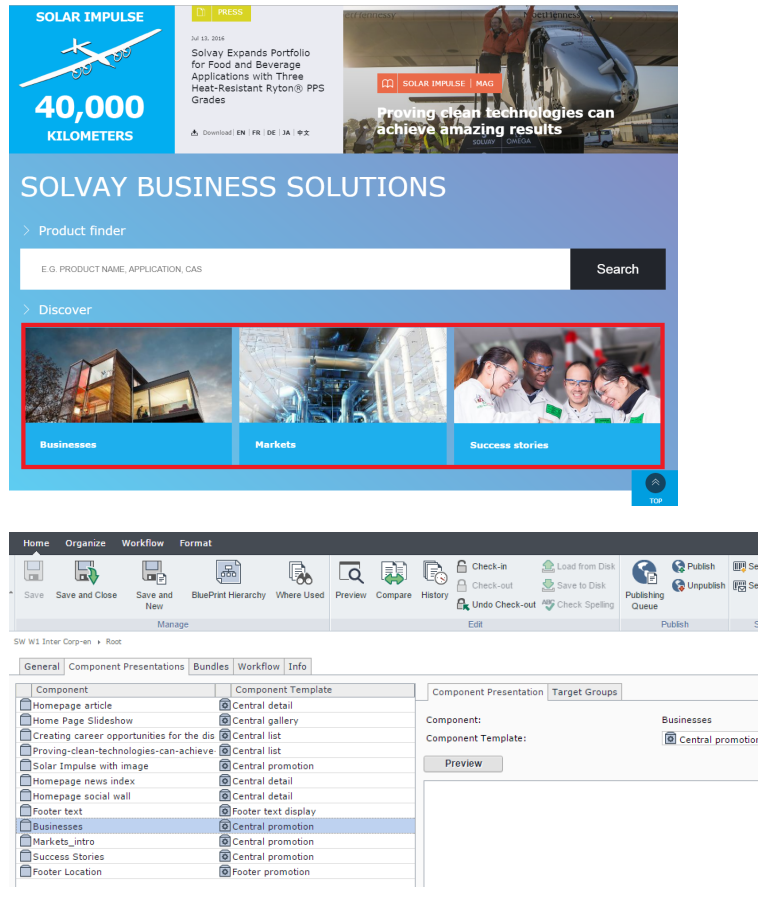 SOLAR IMPULSE
40,000
KILOMETERS
PRESS
Jul 13, 2016
Solvay Expands Portfolio
for Food and Beverage
Applications with Three
Heat-Resistant Ryton® PPS
Grades
Download EN | FR | DE | JA | 中文
SOLAR IMPULSE | MAG
Proving clean technologies can
achieve amazing results
SOLVAY OMEGA
SOLVAY BUSINESS SOLUTIONS
Product finder
E.G. PRODUCT NAME, APPLICATION, CAS
Search
Discover
Businesses
Markets
Success stories
TOP
Home Organize Workflow Format
Save
Save and Close
Save and
New
BluePrint Hierarchy
Where Used
Preview
Compare
History
Check-in
Check-out
Undo Check-out
Load from Disk
Save to Disk
Check Spelling
Publishing
Queue
Publish
Unpublish
Se
Se
Manage
Edit
Publish
S
SW W1 Inter Corp-en ▸ Root
General Component Presentations Bundles Workflow Info
Component Component Template
Homepage article Central detail
Home Page Slideshow Central gallery
Creating career opportunities for the dis Central list
Proving-clean-technologies-can-achieve- Central list
Solar Impulse with image Central promotion
Homepage news index Central detail
Homepage social wall Central detail
Footer text Footer text display
Businesses Central promotion
Markets_intro Central promotion
Success Stories Central promotion
Footer Location Footer promotion
Component Presentation Target Groups
Component: Businesses
Component Template: Central promotion
Preview